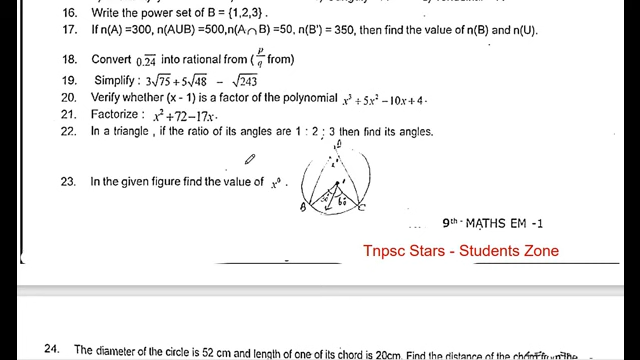 16. Write the power set of B = {1,2,3} .
17. If n(A) =300, n(AUB) =500,n(A∩B) =50, n(B') = 350, then find the value of n(B) and n(U).
18. Convert 0.\overline{24} into rational from ( p/q from)
19. Simplify : 3√75 + 5√48 − √243
20. Verify whether (x - 1) is a factor of the polynomial x³ + 5x² − 10x + 4 .
21. Factorize : x² + 72 − 17x .
22. In a triangle , if the ratio of its angles are 1 : 2 ; 3 then find its angles.
23. In the given figure find the value of x⁰ .
B C
9th - MATHS EM -1
Tnpsc Stars - Students Zone
24. The diameter of the circle is 52 cm and length of one of its chord is 20cm. Find the distance of the chord from the